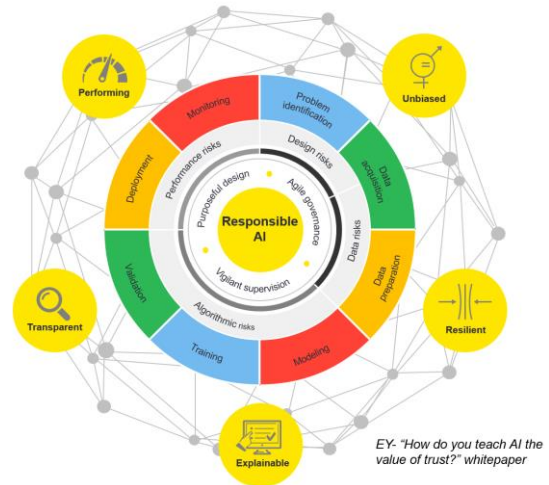 Performing
Unbiased
Monitoring
Problem
identification
Deployment
Performance risks
Design risks
Data
acquisition
Purposeful design
Agile governance
Responsible
AI
Data risks
Vigilant supervision
Validation
Algorithmic risks
Data
preparation
Transparent
Training
Modeling
Resilient
Explainable
EY- “How do you teach AI the
value of trust?” whitepaper